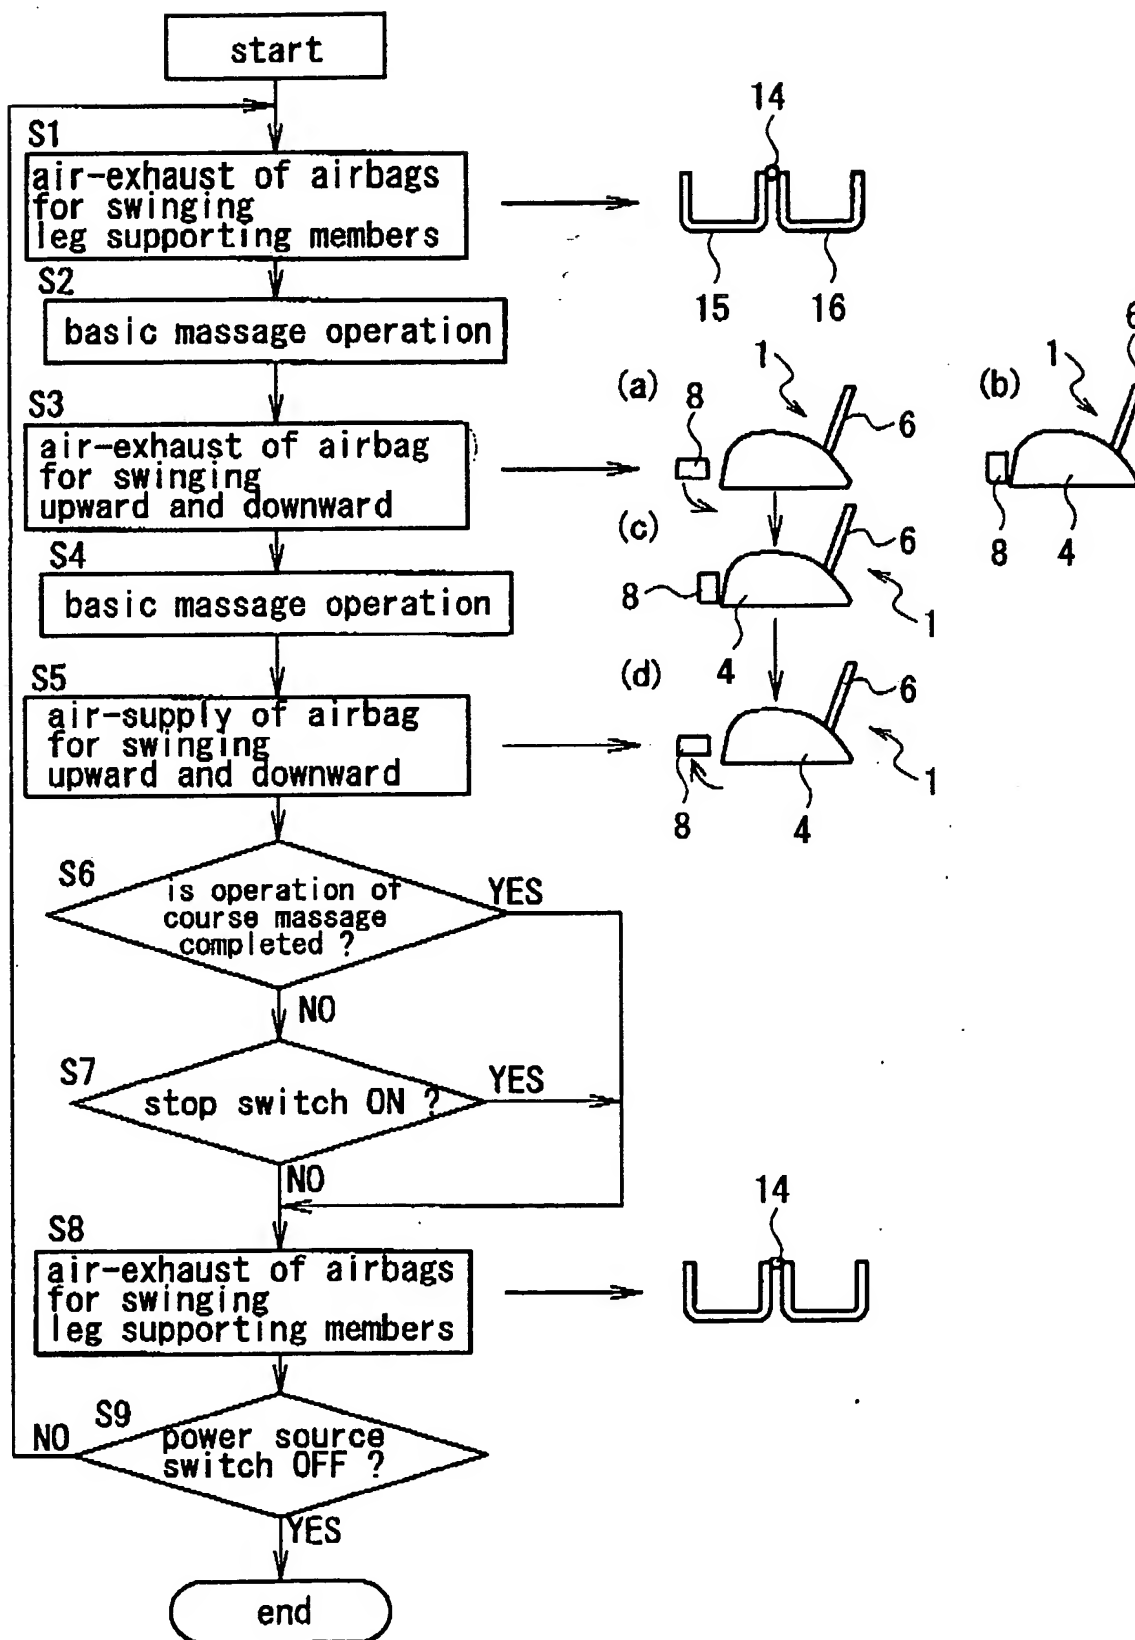 start
S1
air-exhaust of airbags
for swinging
leg supporting members
14
15
16
S2
basic massage operation
S3
air-exhaust of airbag
for swinging
upward and downward
(a)
1
8
6
(b)
1
6
8
4
(c)
6
8
4
1
S4
basic massage operation
S5
air-supply of airbag
for swinging
upward and downward
(d)
6
8
4
1
S6
is operation of
course massage
completed ?
YES
NO
S7
stop switch ON ?
YES
NO
S8
air-exhaust of airbags
for swinging
leg supporting members
14
S9
power source
switch OFF ?
NO
YES
end